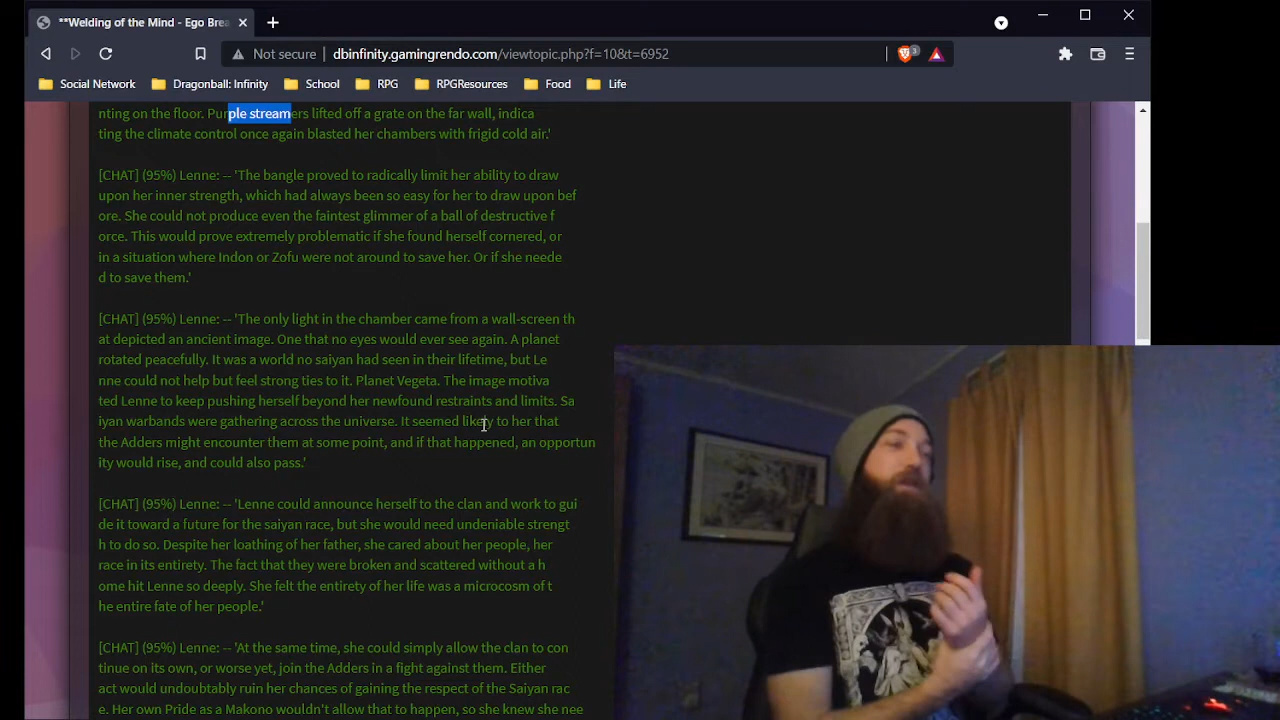 **Welding of the Mind - Ego Brea
Not secure | dbinfinity.gamingrendo.com/viewtopic.php?f=10&t=6952
3
Social Network Dragonball: Infinity School RPG RPGResources Food Life
nting on the floor. Purple streamers lifted off a grate on the far wall, indica
ting the climate control once again blasted her chambers with frigid cold air.'
[CHAT] (95%) Lenne: -- 'The bangle proved to radically limit her ability to draw
upon her inner strength, which had always been so easy for her to draw upon bef
ore. She could not produce even the faintest glimmer of a ball of destructive f
orce. This would prove extremely problematic if she found herself cornered, or
in a situation where Indon or Zofu were not around to save her. Or if she neede
d to save them.'
[CHAT] (95%) Lenne: -- 'The only light in the chamber came from a wall-screen th
at depicted an ancient image. One that no eyes would ever see again. A planet
rotated peacefully. It was a world no saiyan had seen in their lifetime, but Le
nne could not help but feel strong ties to it. Planet Vegeta. The image motiva
ted Lenne to keep pushing herself beyond her newfound restraints and limits. Sa
iyan warbands were gathering across the universe. It seemed likely to her that
the Adders might encounter them at some point, and if that happened, an opportun
ity would rise, and could also pass.'
[CHAT] (95%) Lenne: -- 'Lenne could announce herself to the clan and work to gui
de it toward a future for the saiyan race, but she would need undeniable strengt
h to do so. Despite her loathing of her father, she cared about her people, her
race in its entirety. The fact that they were broken and scattered without a h
ome hit Lenne so deeply. She felt the entirety of her life was a microcosm of t
he entire fate of her people.'
[CHAT] (95%) Lenne: -- 'At the same time, she could simply allow the clan to con
tinue on its own, or worse yet, join the Adders in a fight against them. Either
act would undoubtably ruin her chances of gaining the respect of the Saiyan rac
e. Her own Pride as a Makono wouldn't allow that to happen, so she knew she nee